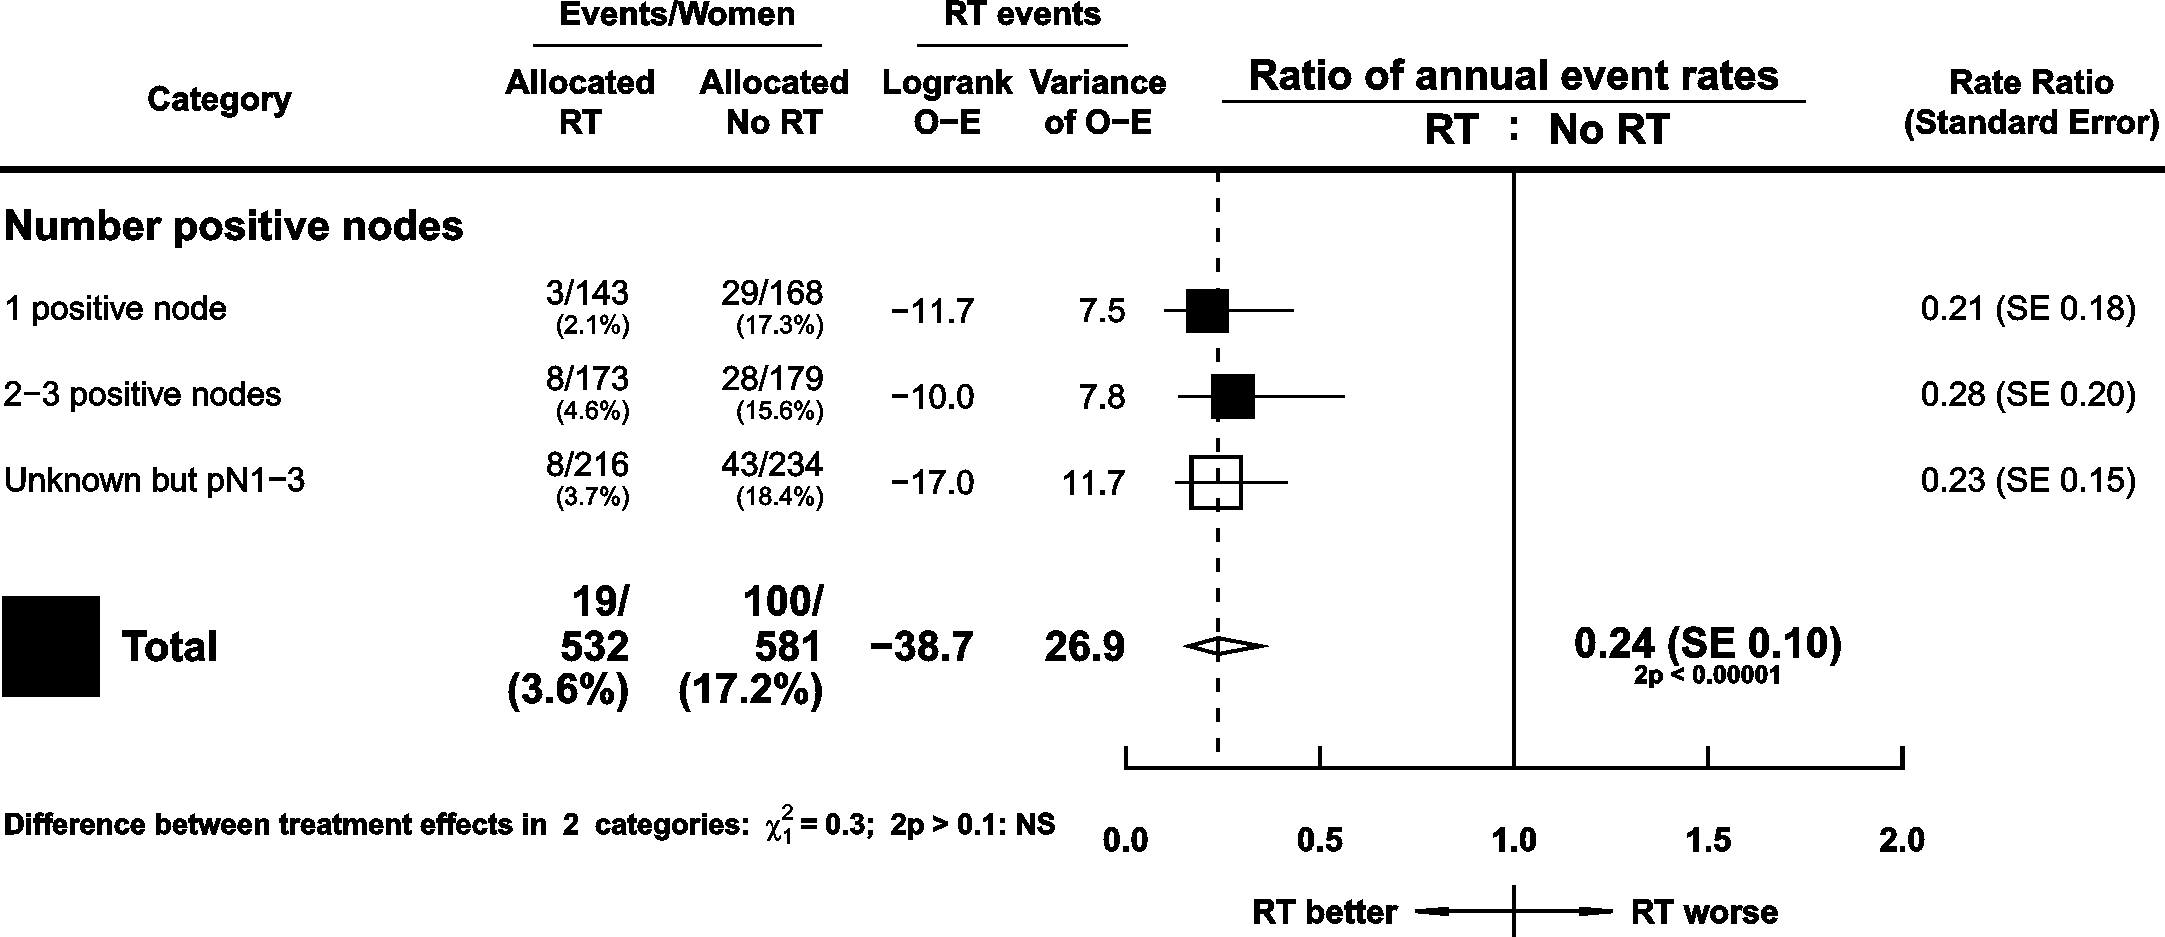 Events/Women RT events
Category Allocated RT Allocated No RT Logrank O−E Variance of O−E Ratio of annual event rates RT : No RT Rate Ratio (Standard Error)
Number positive nodes
1 positive node 3/143 (2.1%) 29/168 (17.3%) −11.7 7.5 0.21 (SE 0.18)
2−3 positive nodes 8/173 (4.6%) 28/179 (15.6%) −10.0 7.8 0.28 (SE 0.20)
Unknown but pN1−3 8/216 (3.7%) 43/234 (18.4%) −17.0 11.7 0.23 (SE 0.15)
Total 19/532 (3.6%) 100/581 (17.2%) −38.7 26.9 0.24 (SE 0.10)
2p < 0.00001
Difference between treatment effects in 2 categories: χ²₁ = 0.3; 2p > 0.1: NS
0.0 0.5 1.0 1.5 2.0
RT better RT worse